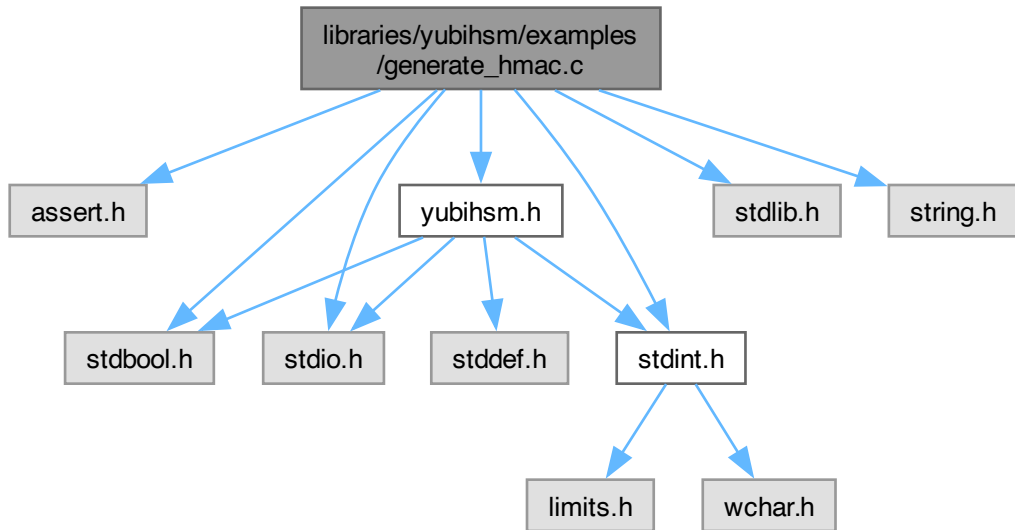 libraries/yubihsm/examples
/generate_hmac.c
assert.h
yubihsm.h
stdlib.h
string.h
stdbool.h
stdio.h
stddef.h
stdint.h
limits.h
wchar.h